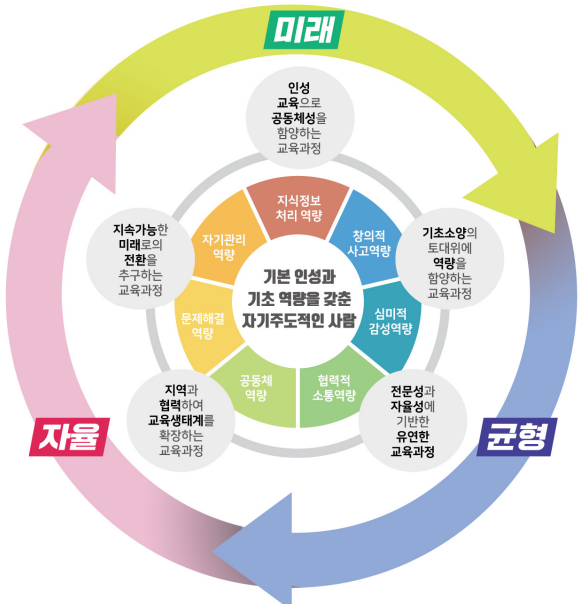 미래
인성
교육으로
공동체성을
함양하는
교육과정
지속가능한
미래로의
전환을
추구하는
교육과정
기초소양의
토대위에
역량을
함양하는
교육과정
지식정보
처리 역량
자기관리
역량
창의적
사고역량
기본 인성과
기초 역량을 갖춘
자기주도적인 사람
문제해결
역량
심미적
감성역량
공동체
역량
협력적
소통역량
지역과
협력하여
교육생태계를
확장하는
교육과정
전문성과
자율성에
기반한
유연한
교육과정
자율
균형